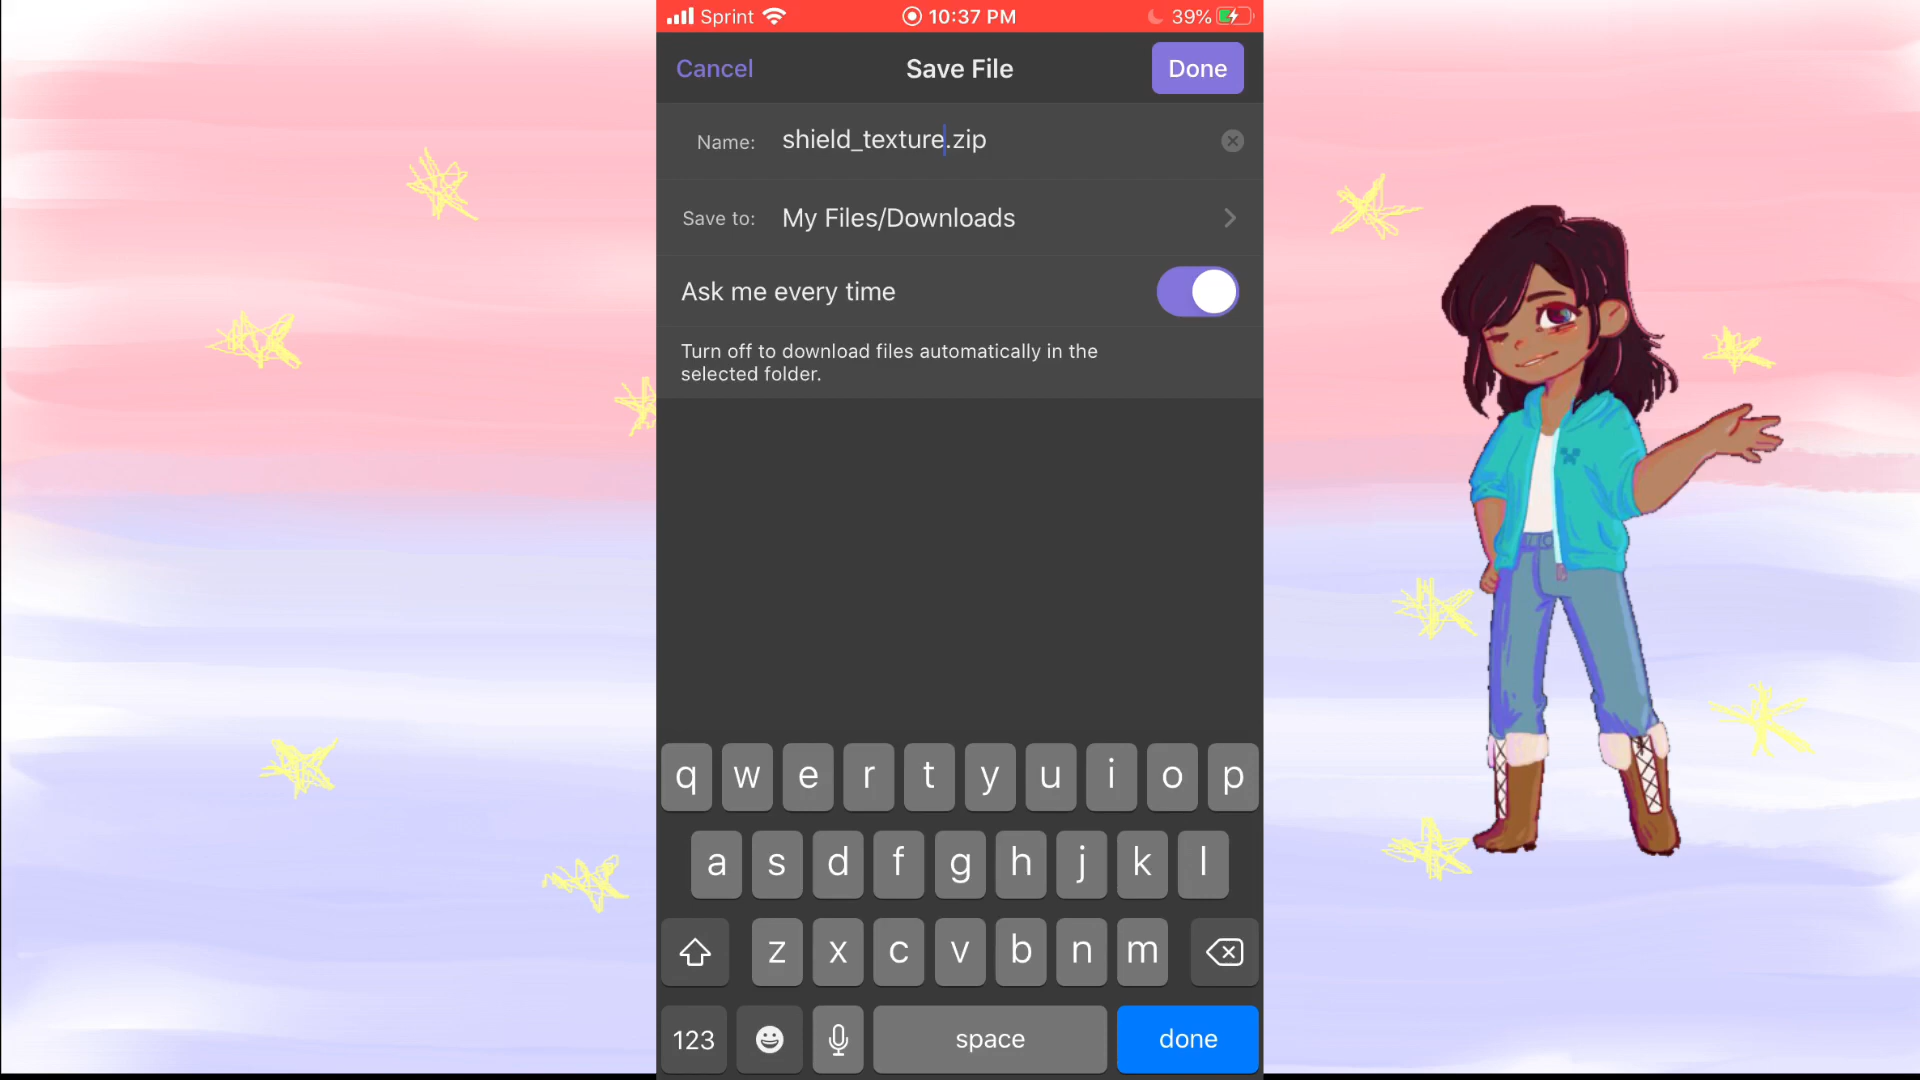 Sprint 10:37 PM 39%
Cancel Save File Done
Name: shield_texture.zip
Save to: My Files/Downloads
Ask me every time
Turn off to download files automatically in the
selected folder.
q w e r t y u i o p
a s d f g h j k l
z x c v b n m
123 space done